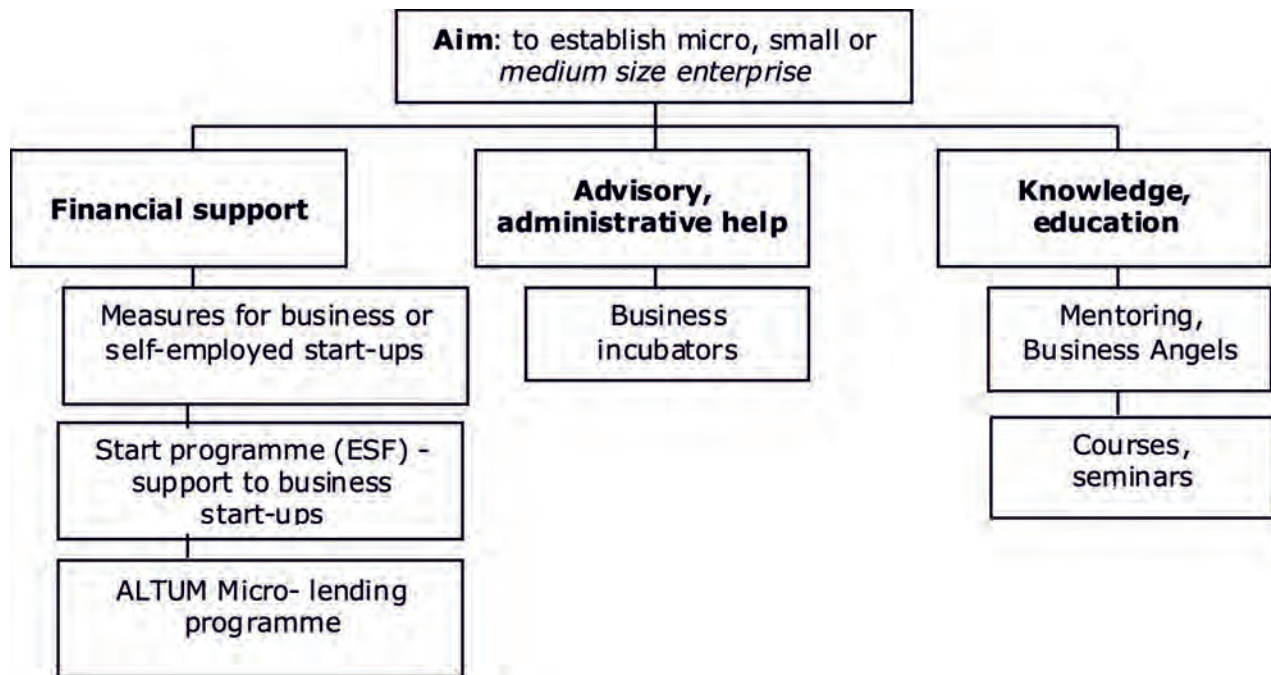 Aim: to establish micro, small or
medium size enterprise
Financial support
Advisory,
administrative help
Knowledge,
education
Measures for business or
self-employed start-ups
Business
incubators
Mentoring,
Business Angels
Start programme (ESF) -
support to business
start-ups
Courses,
seminars
ALTUM Micro- lending
programme